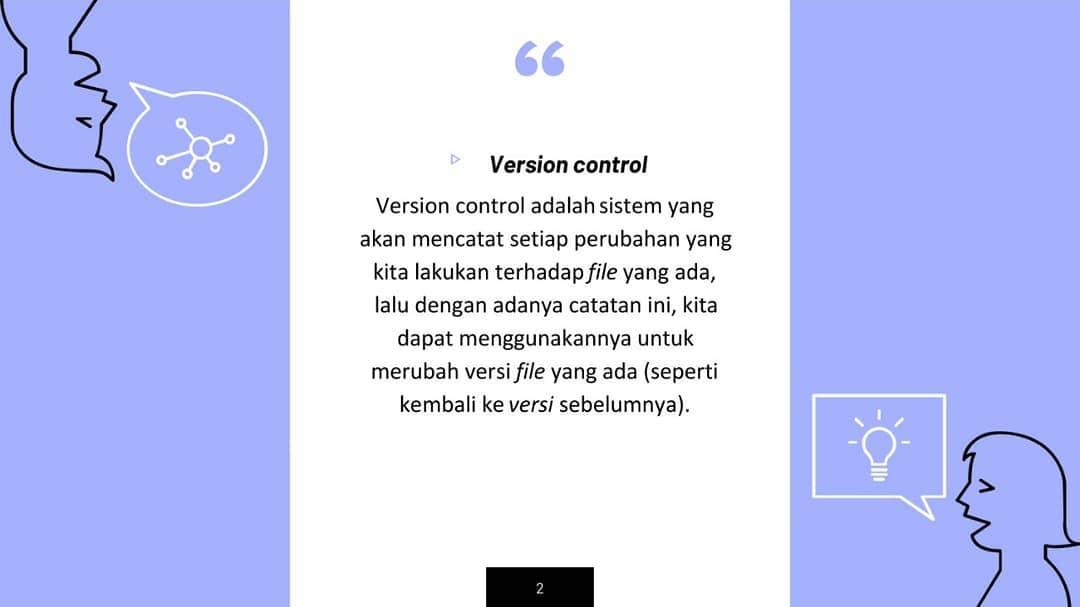 “
Version control
Version control adalah sistem yang
akan mencatat setiap perubahan yang
kita lakukan terhadap file yang ada,
lalu dengan adanya catatan ini, kita
dapat menggunakannya untuk
merubah versi file yang ada (seperti
kembali ke versi sebelumnya).
2